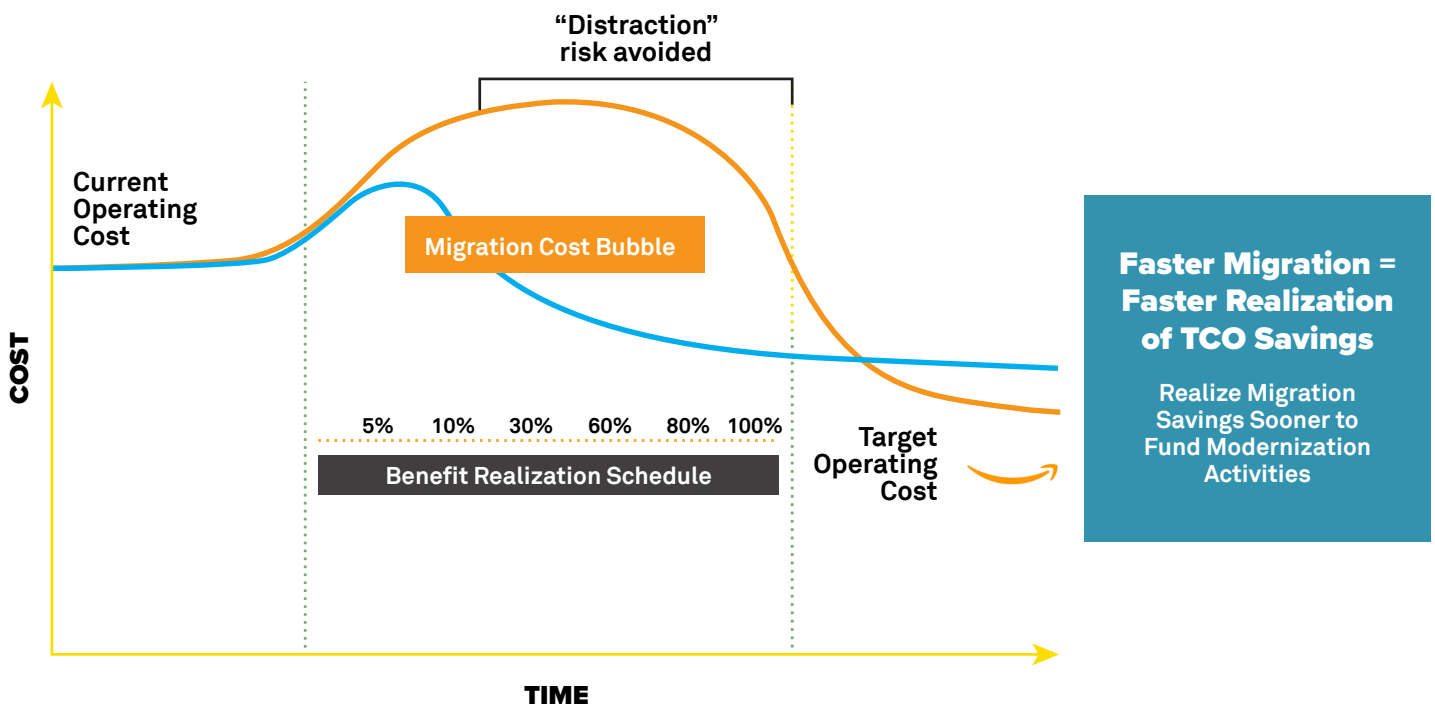 “Distraction”
risk avoided
Current
Operating
Cost
Migration Cost Bubble
COST
5% 10% 30% 60% 80% 100%
Benefit Realization Schedule
Target
Operating
Cost
TIME
Faster Migration =
Faster Realization
of TCO Savings
Realize Migration
Savings Sooner to
Fund Modernization
Activities